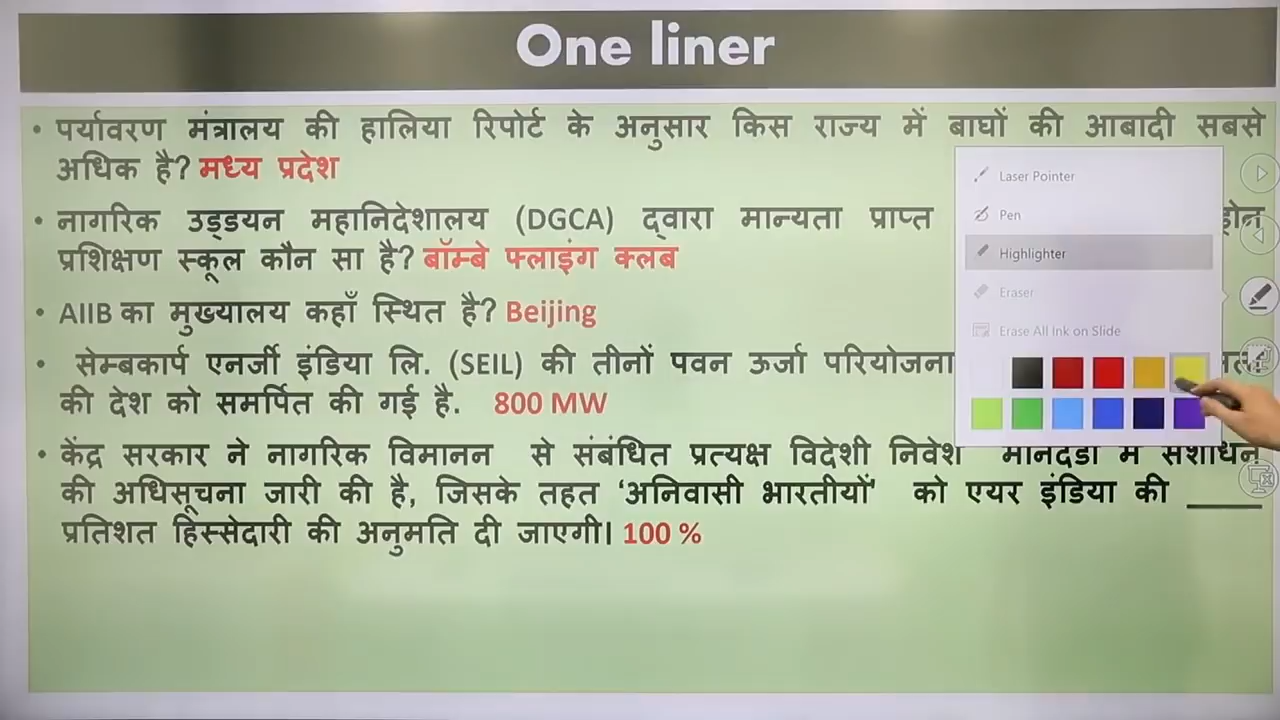 One liner
• पर्यावरण मंत्रालय की हालिया रिपोर्ट के अनुसार किस राज्य में बाघों की आबादी सबसे
अधिक है? मध्य प्रदेश
• नागरिक उड्डयन महानिदेशालय (DGCA) द्वारा मान्यता प्राप्त
प्रशिक्षण स्कूल कौन सा है? बॉम्बे फ्लाइंग क्लब
• AIIB का मुख्यालय कहाँ स्थित है? Beijing
• सेम्बकार्प एनर्जी इंडिया लि. (SEIL) की तीनों पवन ऊर्जा परियोजना
की देश को समर्पित की गई है. 800 MW
• केंद्र सरकार ने नागरिक विमानन से संबंधित प्रत्यक्ष विदेशी निवेश मानदंडों में संशोधन
की अधिसूचना जारी की है, जिसके तहत ‘अनिवासी भारतीयों’ को एयर इंडिया की ______
प्रतिशत हिस्सेदारी की अनुमति दी जाएगी। 100 %
Laser Pointer
Pen
Highlighter
Eraser
Erase All Ink on Slide